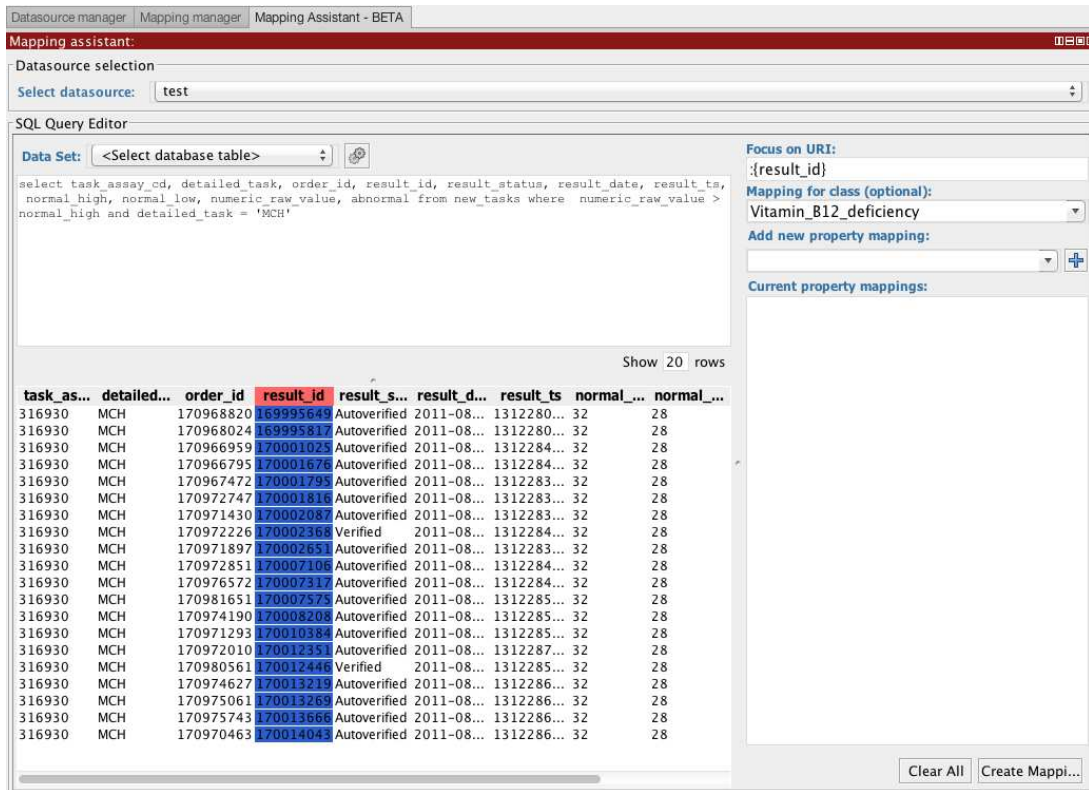 Datasource manager Mapping manager Mapping Assistant - BETA
Mapping assistant:
Datasource selection
Select datasource: test
SQL Query Editor
Data Set: <Select database table>
Focus on URI:
:{result_id}
select task_assay_cd, detailed_task, order_id, result_id, result_status, result_date, result_ts,
normal_high, normal_low, numeric_raw_value, abnormal from new_tasks where numeric_raw_value >
normal_high and detailed_task = 'MCH'
Mapping for class (optional):
Vitamin_B12_deficiency
Add new property mapping:
Current property mappings:
Show 20 rows
task_as... detailed... order_id result_id result_s... result_d... result_ts normal_... normal_...
316930 MCH 170968820 169995649 Autoverified 2011-08... 1312280... 32 28
316930 MCH 170968024 169995817 Autoverified 2011-08... 1312280... 32 28
316930 MCH 170966959 170001025 Autoverified 2011-08... 1312284... 32 28
316930 MCH 170966795 170001676 Autoverified 2011-08... 1312284... 32 28
316930 MCH 170967472 170001795 Autoverified 2011-08... 1312283... 32 28
316930 MCH 170972747 170001816 Autoverified 2011-08... 1312283... 32 28
316930 MCH 170971430 170002087 Autoverified 2011-08... 1312283... 32 28
316930 MCH 170972226 170002368 Verified 2011-08... 1312284... 32 28
316930 MCH 170971897 170002651 Autoverified 2011-08... 1312283... 32 28
316930 MCH 170972851 170007106 Autoverified 2011-08... 1312284... 32 28
316930 MCH 170976572 170007317 Autoverified 2011-08... 1312284... 32 28
316930 MCH 170981651 170007575 Autoverified 2011-08... 1312285... 32 28
316930 MCH 170974190 170008208 Autoverified 2011-08... 1312285... 32 28
316930 MCH 170971293 170010384 Autoverified 2011-08... 1312285... 32 28
316930 MCH 170972010 170012351 Autoverified 2011-08... 1312287... 32 28
316930 MCH 170980561 170012446 Verified 2011-08... 1312285... 32 28
316930 MCH 170974627 170013219 Autoverified 2011-08... 1312286... 32 28
316930 MCH 170975061 170013269 Autoverified 2011-08... 1312286... 32 28
316930 MCH 170975743 170013666 Autoverified 2011-08... 1312286... 32 28
316930 MCH 170970463 170014043 Autoverified 2011-08... 1312286... 32 28
Clear All Create Mappi...